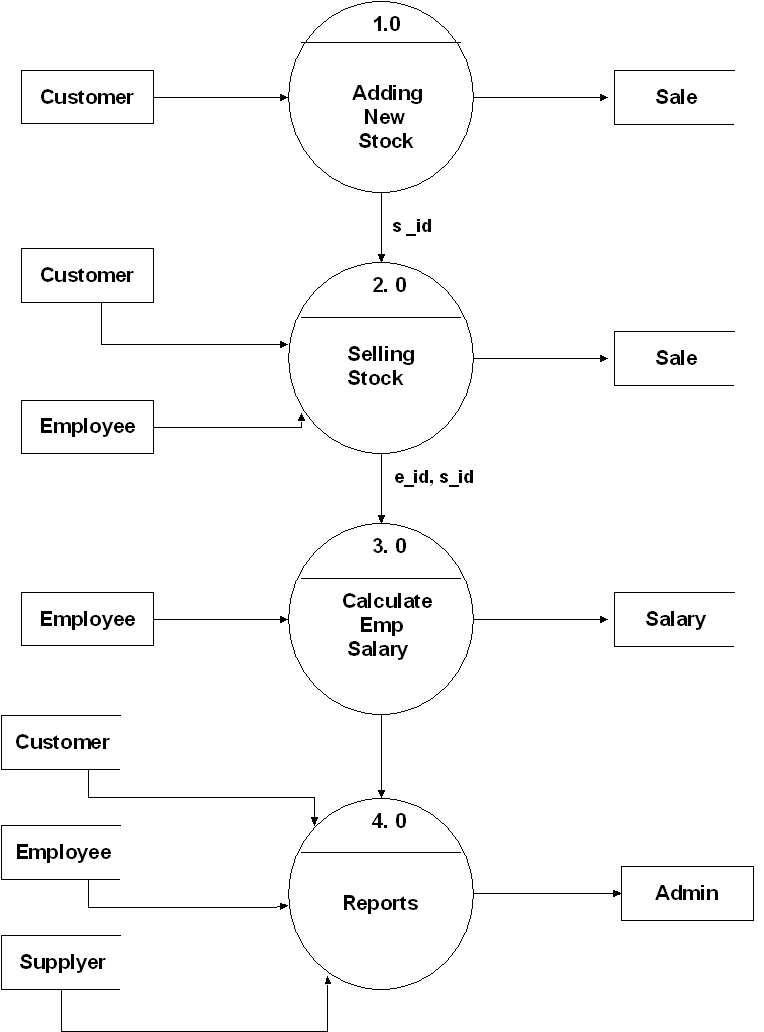 1.0
Customer
Adding
New
Stock
Sale
s _id
Customer
2. 0
Selling
Stock
Sale
Employee
e_id, s_id
3. 0
Employee
Calculate
Emp
Salary
Salary
Customer
4. 0
Employee
Reports
Admin
Supplyer